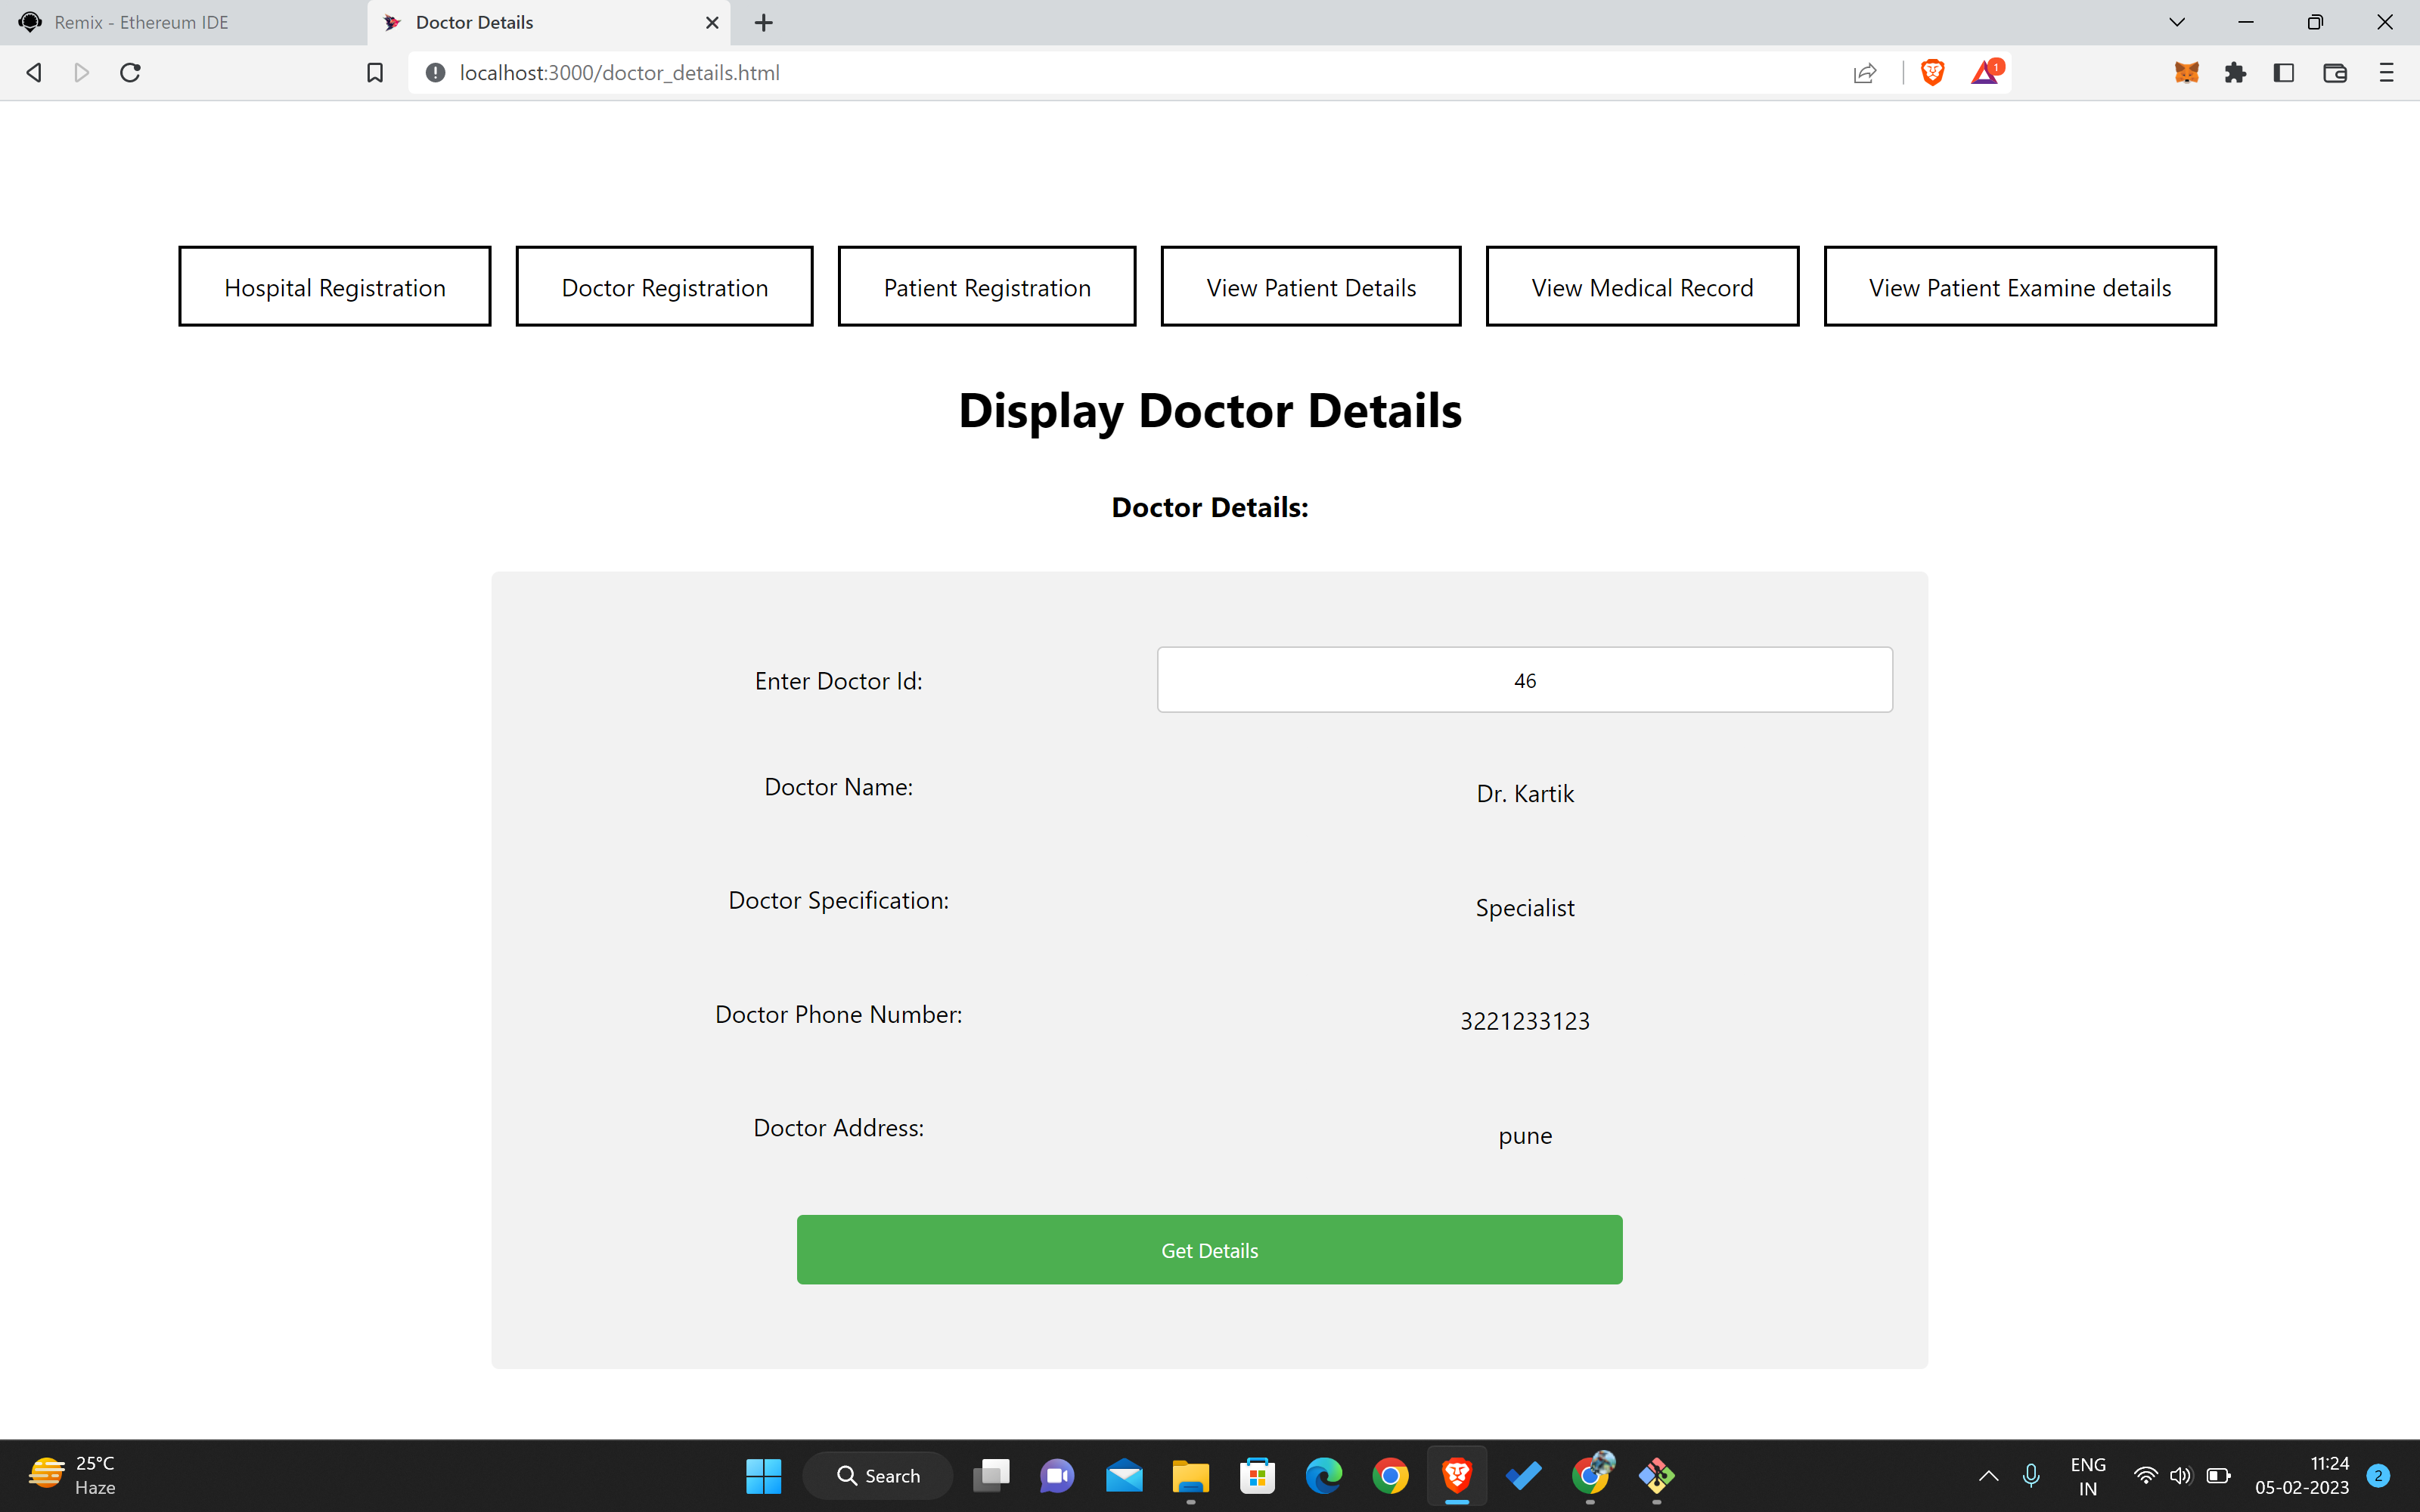 Remix - Ethereum IDE
Doctor Details
localhost:3000/doctor_details.html
1
Hospital Registration
Doctor Registration
Patient Registration
View Patient Details
View Medical Record
View Patient Examine details
Display Doctor Details
Doctor Details:
Enter Doctor Id:
46
Doctor Name:
Dr. Kartik
Doctor Specification:
Specialist
Doctor Phone Number:
3221233123
Doctor Address:
pune
Get Details
25°C
Haze
Search
ENG
IN
11:24
05-02-2023
2